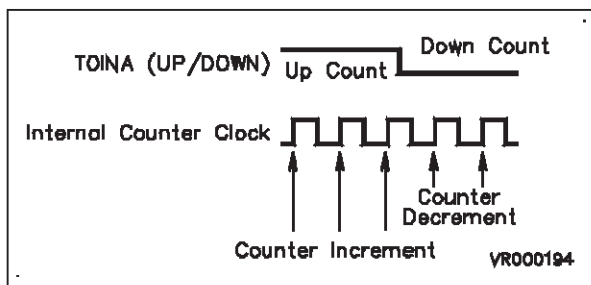 TOINA (UP/DOWN)
Up Count
Down Count
Internal Counter Clock
Counter
Decrement
Counter Increment
VR000194